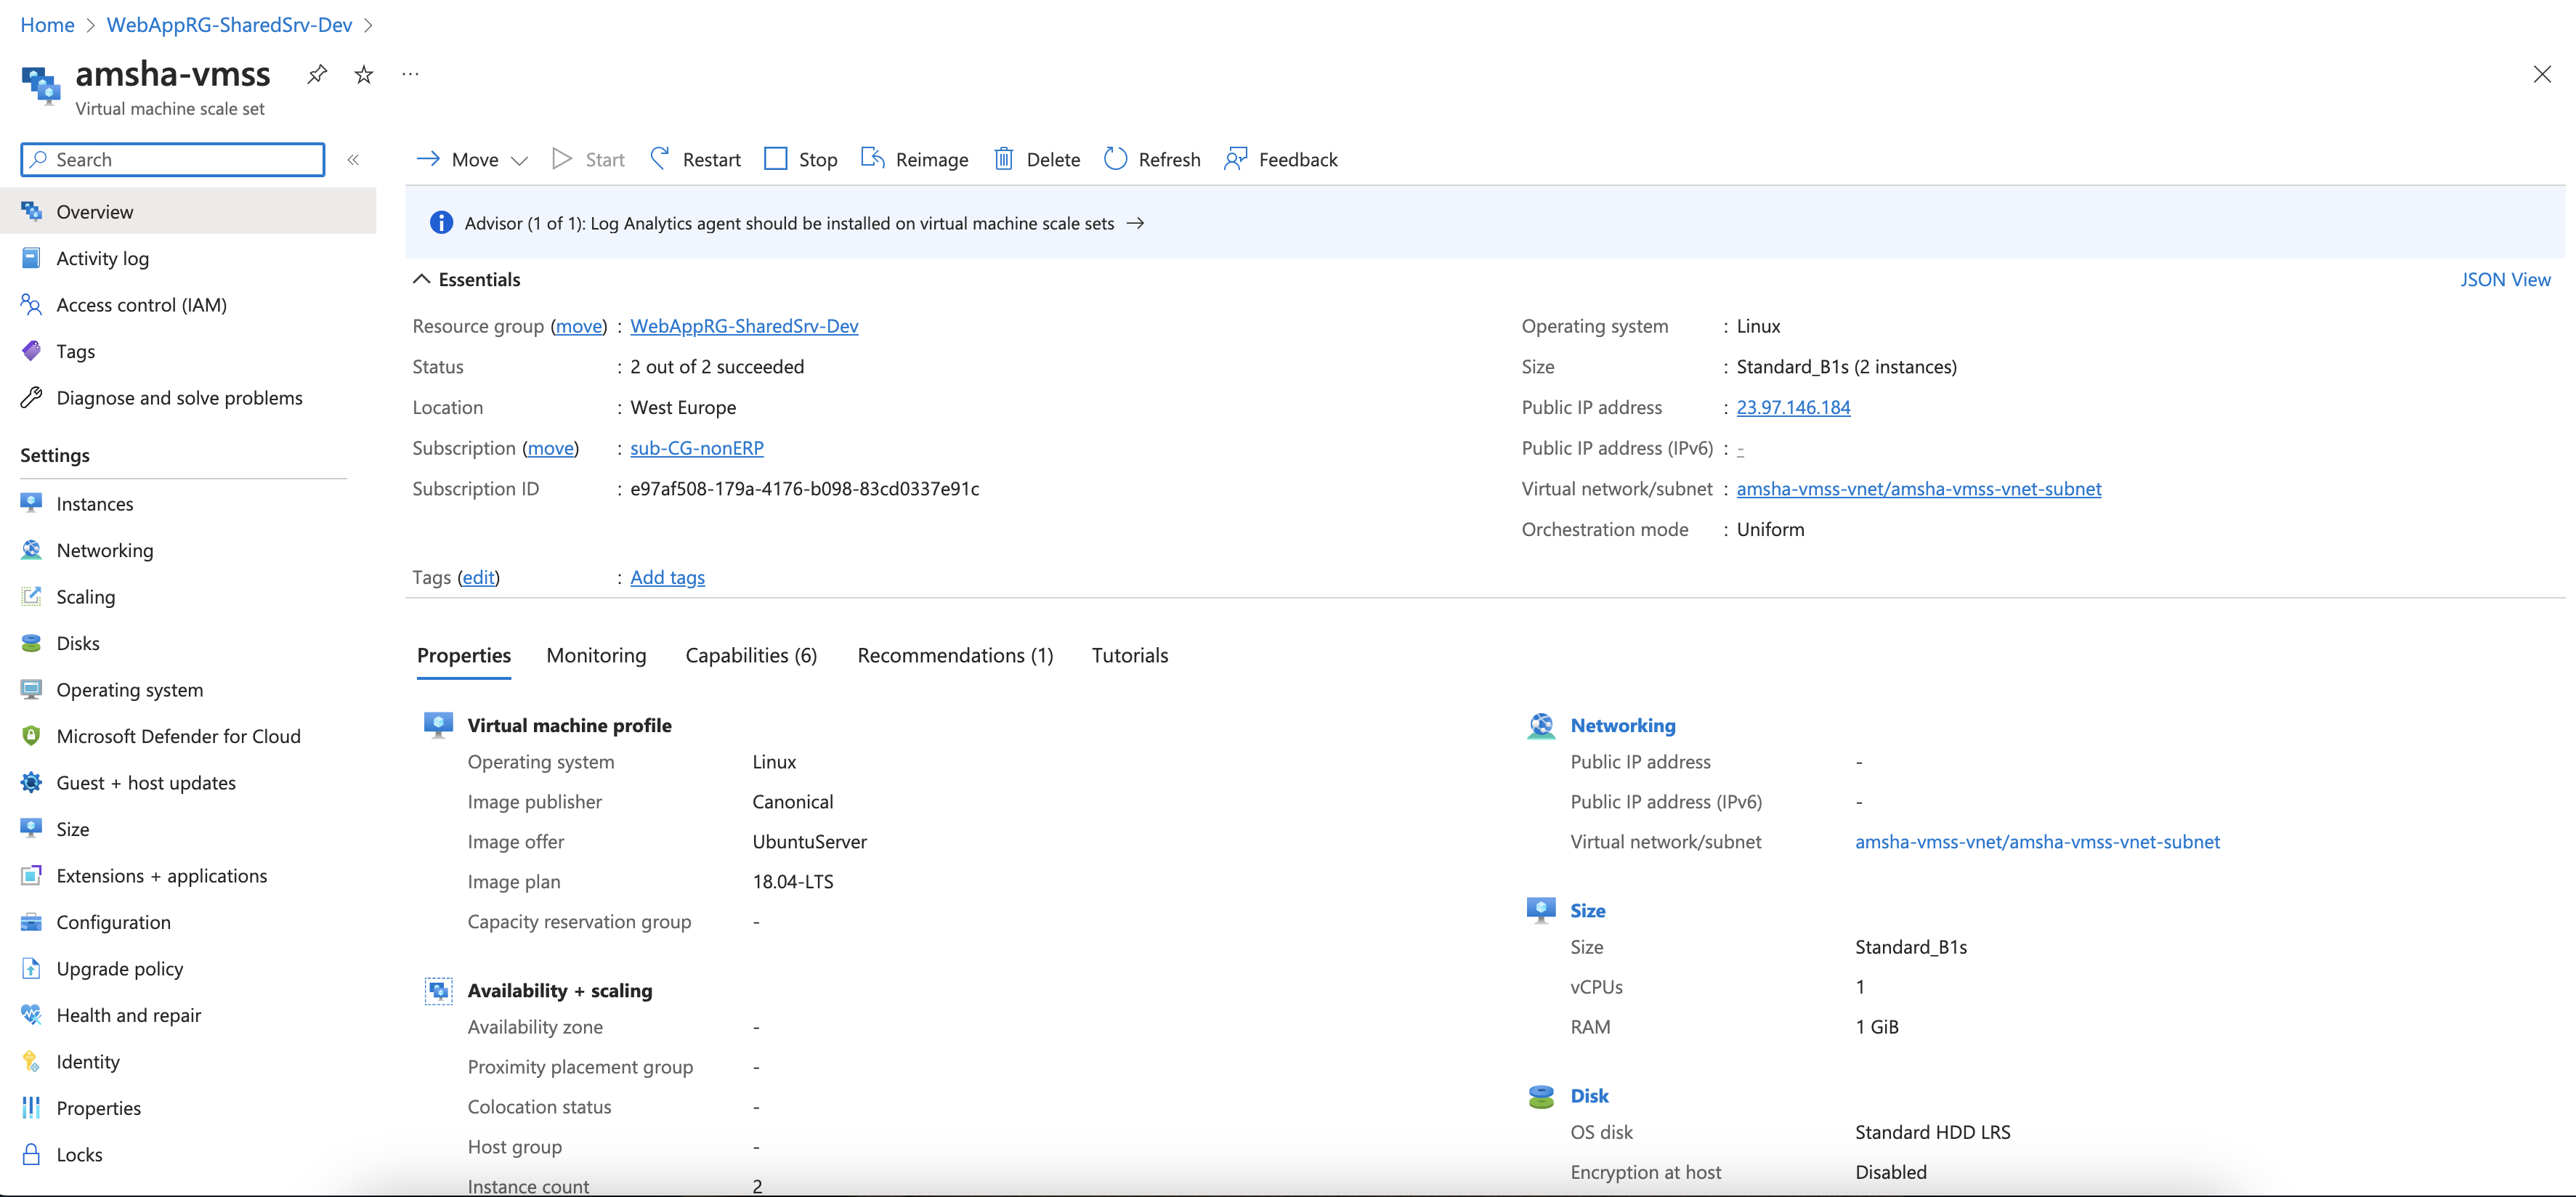 Home > WebAppRG-SharedSrv-Dev >
amsha-vmss
Virtual machine scale set
Search
Overview
Activity log
Access control (IAM)
Tags
Diagnose and solve problems
Settings
Instances
Networking
Scaling
Disks
Operating system
Microsoft Defender for Cloud
Guest + host updates
Size
Extensions + applications
Configuration
Upgrade policy
Health and repair
Identity
Properties
Locks
Move Start Restart Stop Reimage Delete Refresh Feedback
Advisor (1 of 1): Log Analytics agent should be installed on virtual machine scale sets →
Essentials
JSON View
Resource group (move) : WebAppRG-SharedSrv-Dev
Status : 2 out of 2 succeeded
Location : West Europe
Subscription (move) : sub-CG-nonERP
Subscription ID : e97af508-179a-4176-b098-83cd0337e91c
Tags (edit) : Add tags
Operating system : Linux
Size : Standard_B1s (2 instances)
Public IP address : 23.97.146.184
Public IP address (IPv6) : -
Virtual network/subnet : amsha-vmss-vnet/amsha-vmss-vnet-subnet
Orchestration mode : Uniform
Properties Monitoring Capabilities (6) Recommendations (1) Tutorials
Virtual machine profile
Operating system Linux
Image publisher Canonical
Image offer UbuntuServer
Image plan 18.04-LTS
Capacity reservation group -
Availability + scaling
Availability zone -
Proximity placement group -
Colocation status -
Host group -
Instance count 2
Networking
Public IP address -
Public IP address (IPv6) -
Virtual network/subnet amsha-vmss-vnet/amsha-vmss-vnet-subnet
Size
Size Standard_B1s
vCPUs 1
RAM 1 GiB
Disk
OS disk Standard HDD LRS
Encryption at host Disabled